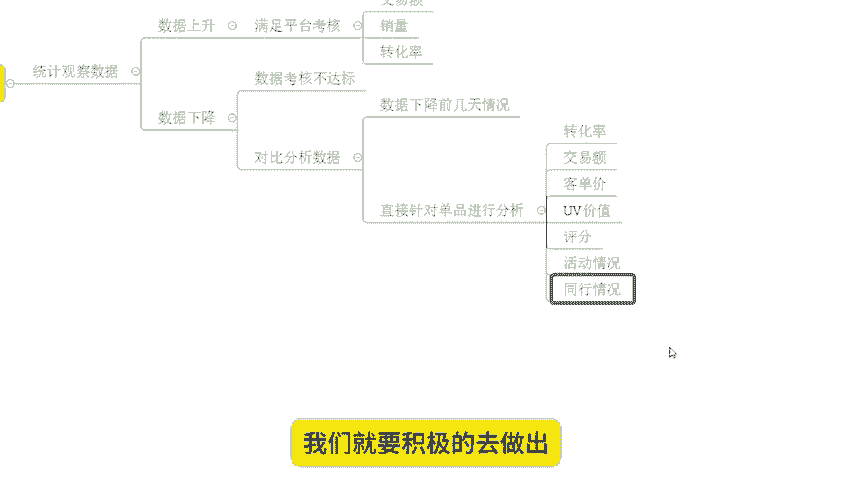 交易额
数据上升
满足平台考核
销量
转化率
统计观察数据
数据考核不达标
数据下降
数据下降前几天情况
对比分析数据
转化率
交易额
客单价
直接针对单品进行分析
UV价值
评分
活动情况
同行情况
我们就要积极的去做出